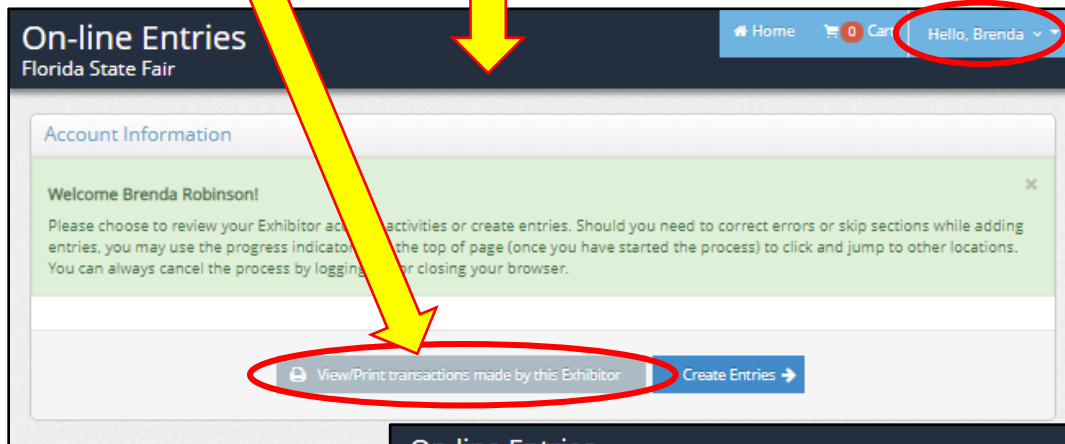 On-line Entries
Florida State Fair
Home 0 Cart Hello, Brenda
Account Information
Welcome Brenda Robinson!
Please choose to review your Exhibitor activities or create entries. Should you need to correct errors or skip sections while adding
entries, you may use the progress the top of page (once you have started the process) to click and jump to other locations.
You can always cancel the process by closing your browser.
View/Print transactions made by this Exhibitor Create Entries
On-line Entries